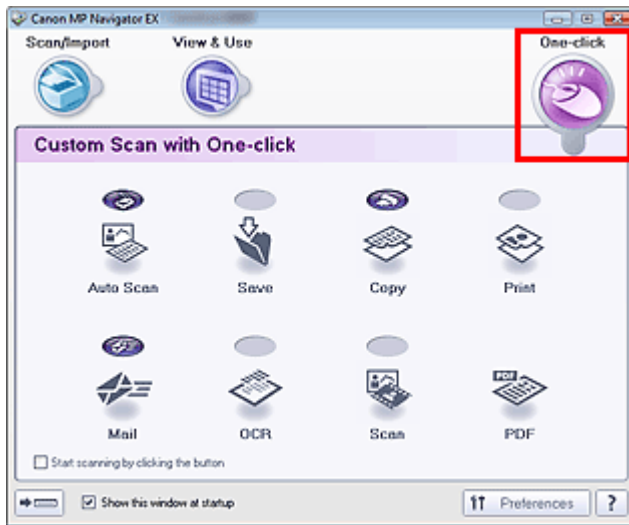 Canon MP Navigator EX
Scan/Import View & Use One-click
Custom Scan with One-click
Auto Scan Save Copy Print
PDF
Mail OCR Scan PDF
Start scanning by clicking the button
Show this window at startup Preferences ?